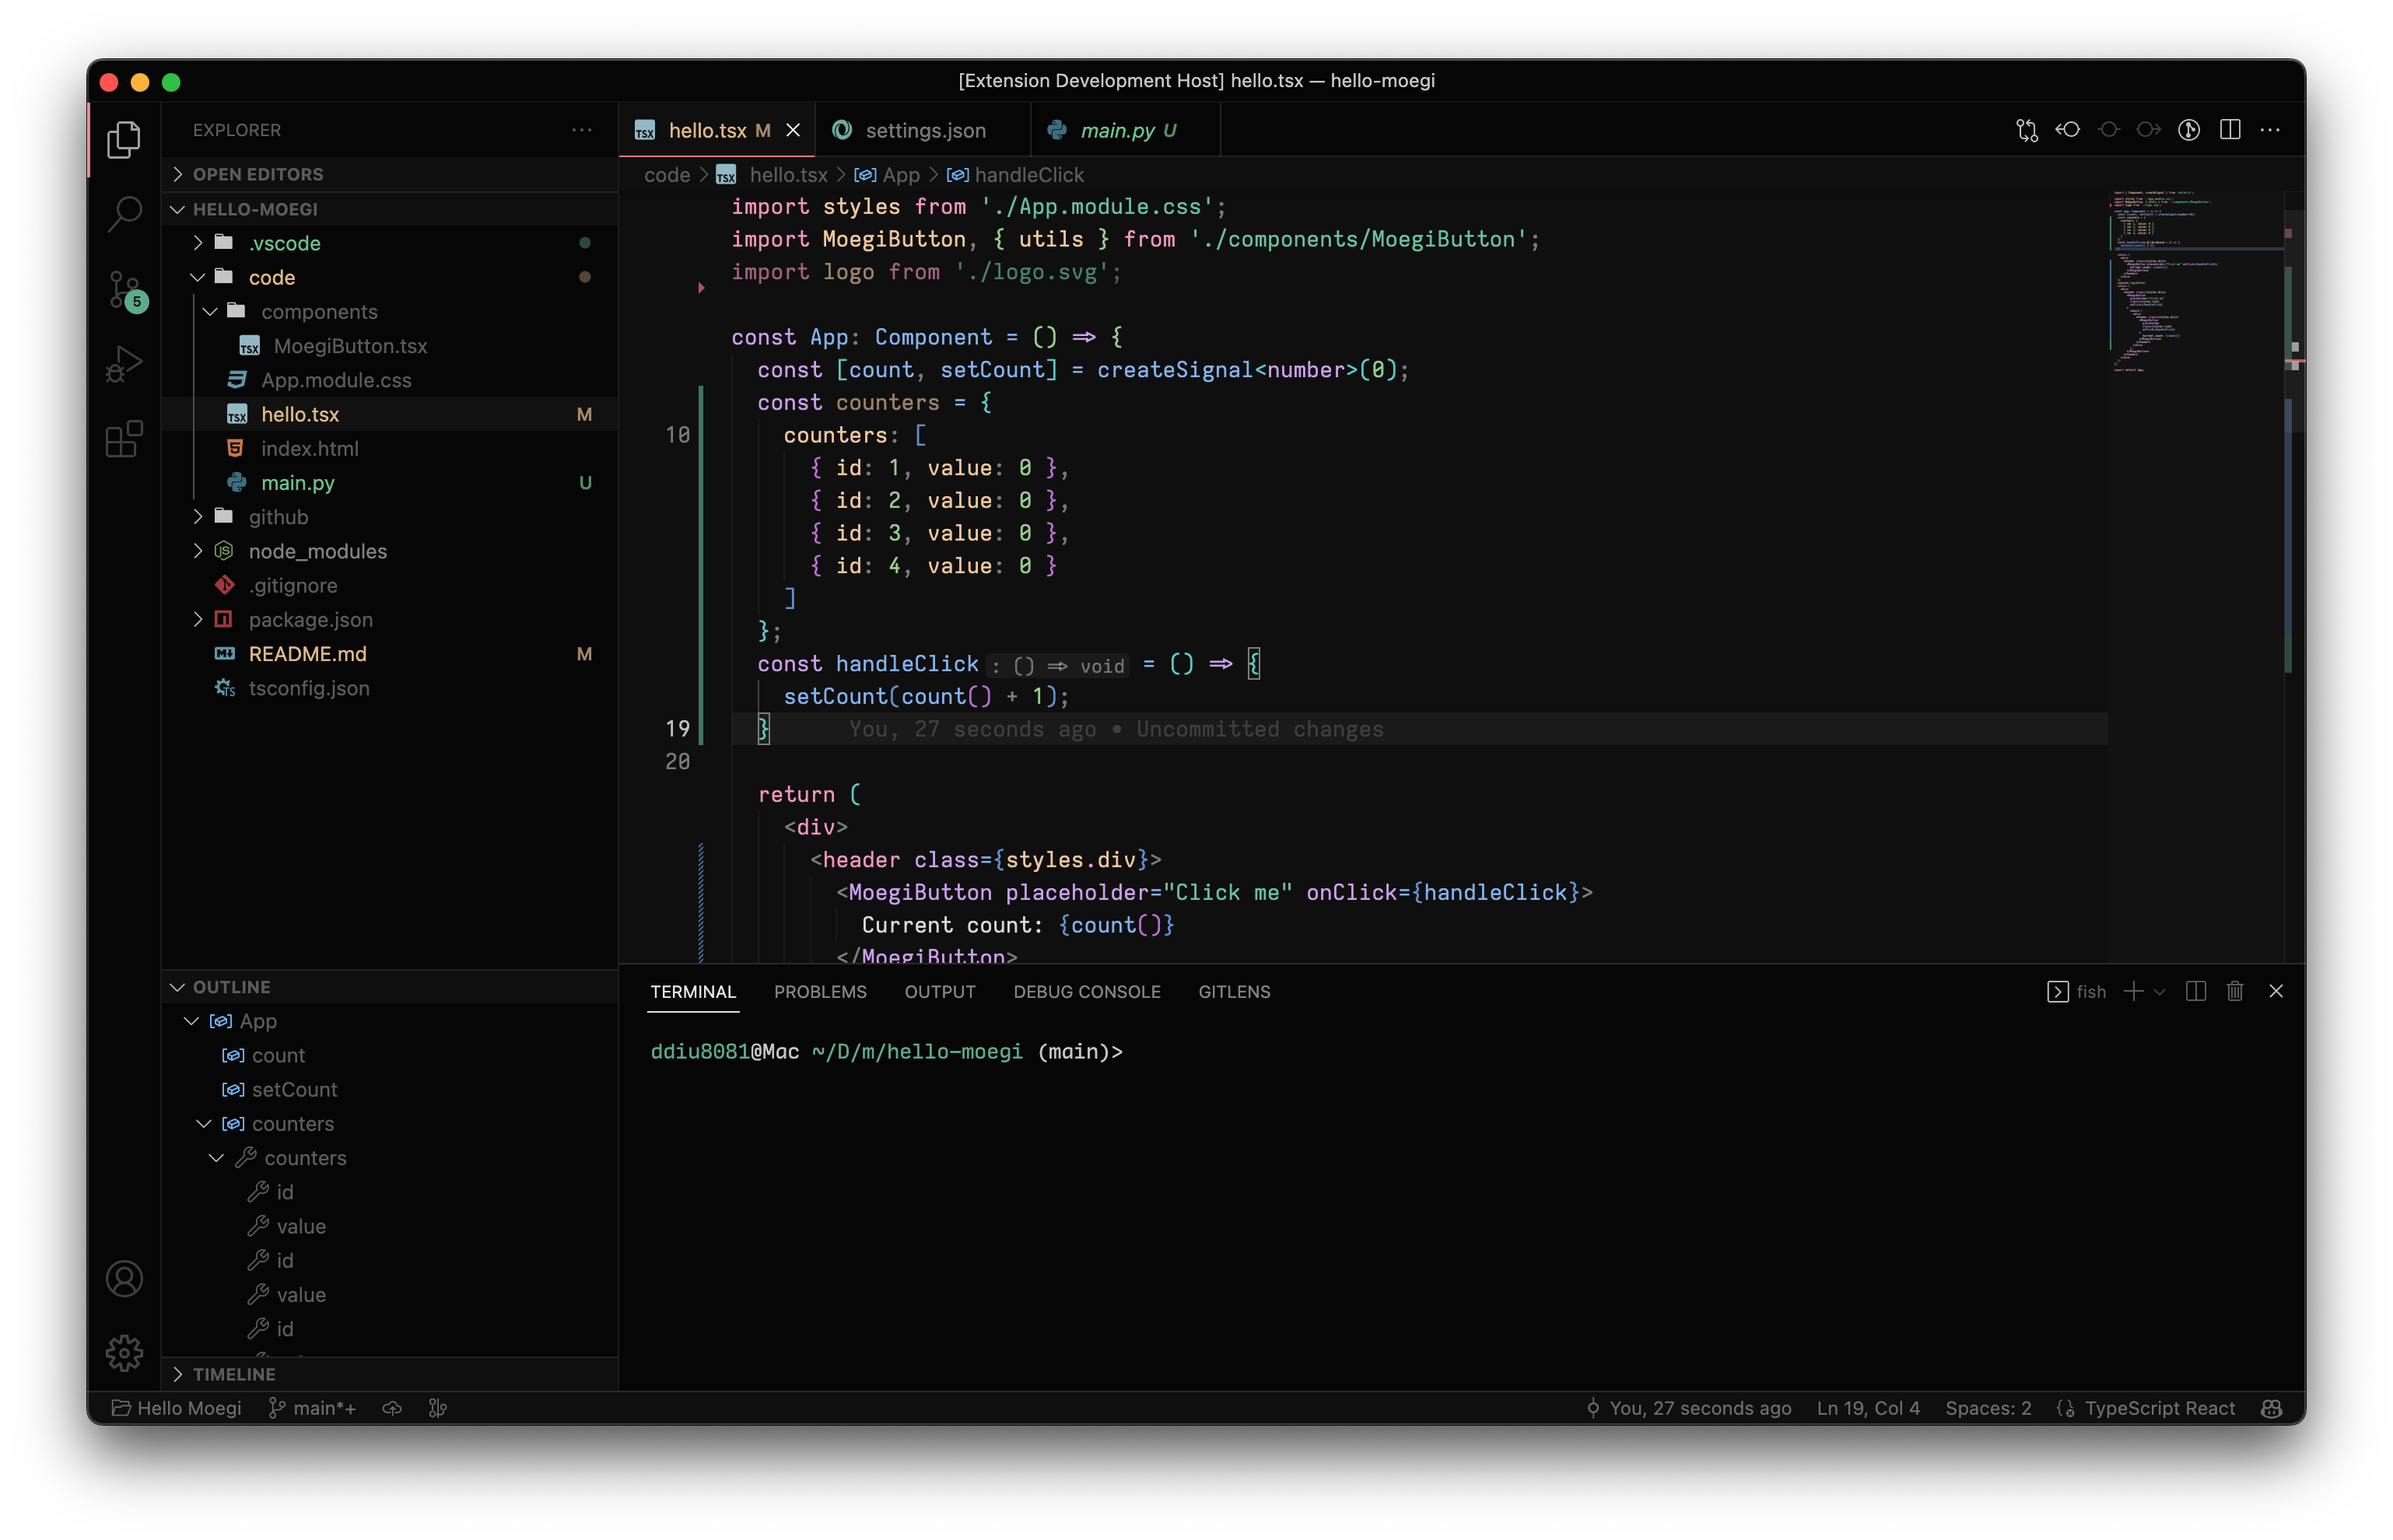 [Extension Development Host] hello.tsx — hello-moegi
EXPLORER
OPEN EDITORS
HELLO-MOEGI
.vscode
code
components
MoegiButton.tsx
App.module.css
hello.tsx M
index.html
main.py U
github
node_modules
.gitignore
package.json
README.md M
tsconfig.json
5
OUTLINE
App
count
setCount
counters
counters
id
value
id
value
id
TIMELINE
hello.tsx M settings.json main.py U
code > hello.tsx > App > handleClick
import styles from './App.module.css';
import MoegiButton, { utils } from './components/MoegiButton';
import logo from './logo.svg';
const App: Component = () => {
const [count, setCount] = createSignal<number>(0);
const counters = {
10 counters: [
{ id: 1, value: 0 },
{ id: 2, value: 0 },
{ id: 3, value: 0 },
{ id: 4, value: 0 }
]
};
const handleClick : () => void = () => {
setCount(count() + 1);
19 } You, 27 seconds ago • Uncommitted changes
20
return (
<div>
<header class={styles.div}>
<MoegiButton placeholder="Click me" onClick={handleClick}>
Current count: {count()}
</MoegiButton>
TERMINAL PROBLEMS OUTPUT DEBUG CONSOLE GITLENS
fish
ddiu8081@Mac ~/D/m/hello-moegi (main)>
Hello Moegi main*+ You, 27 seconds ago Ln 19, Col 4 Spaces: 2 TypeScript React